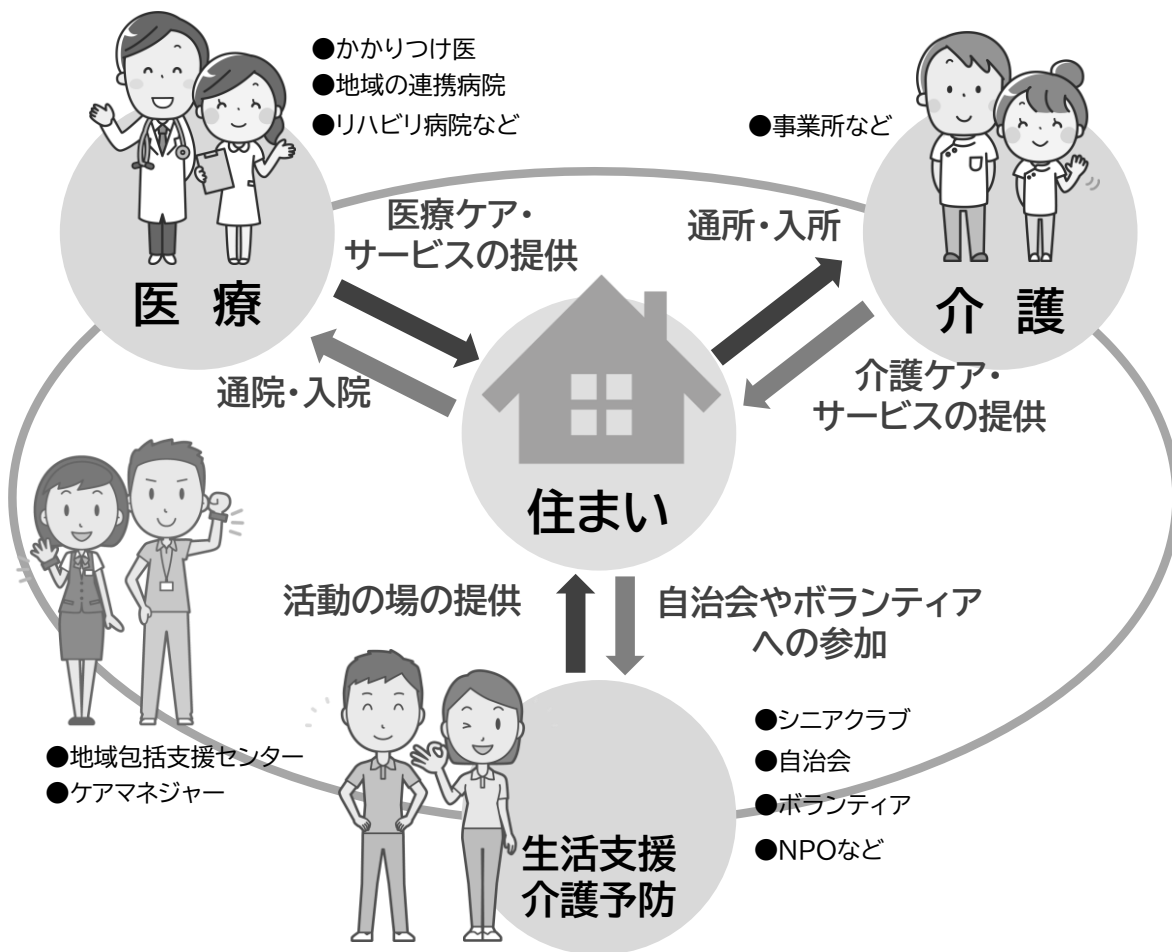 ●かかりつけ医
●地域の連携病院
●リハビリ病院など
●事業所など
医療ケア・
サービスの提供
通所・入所
医 療
介 護
通院・入院
介護ケア・
サービスの提供
住まい
活動の場の提供
自治会やボランティア
への参加
●地域包括支援センター
●ケアマネジャー
●シニアクラブ
●自治会
●ボランティア
●NPOなど
生活支援
介護予防